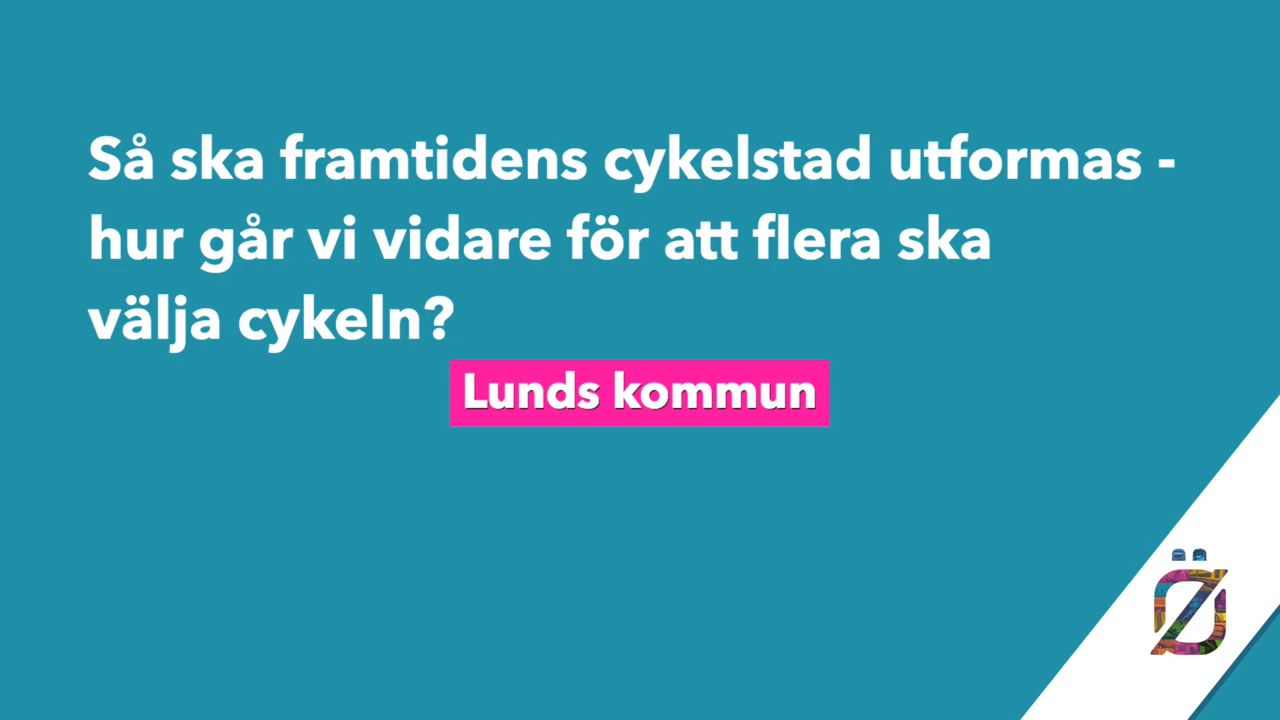 Så ska framtidens cykelstad utformas -
hur går vi vidare för att flera ska
välja cykeln?
Lunds kommun